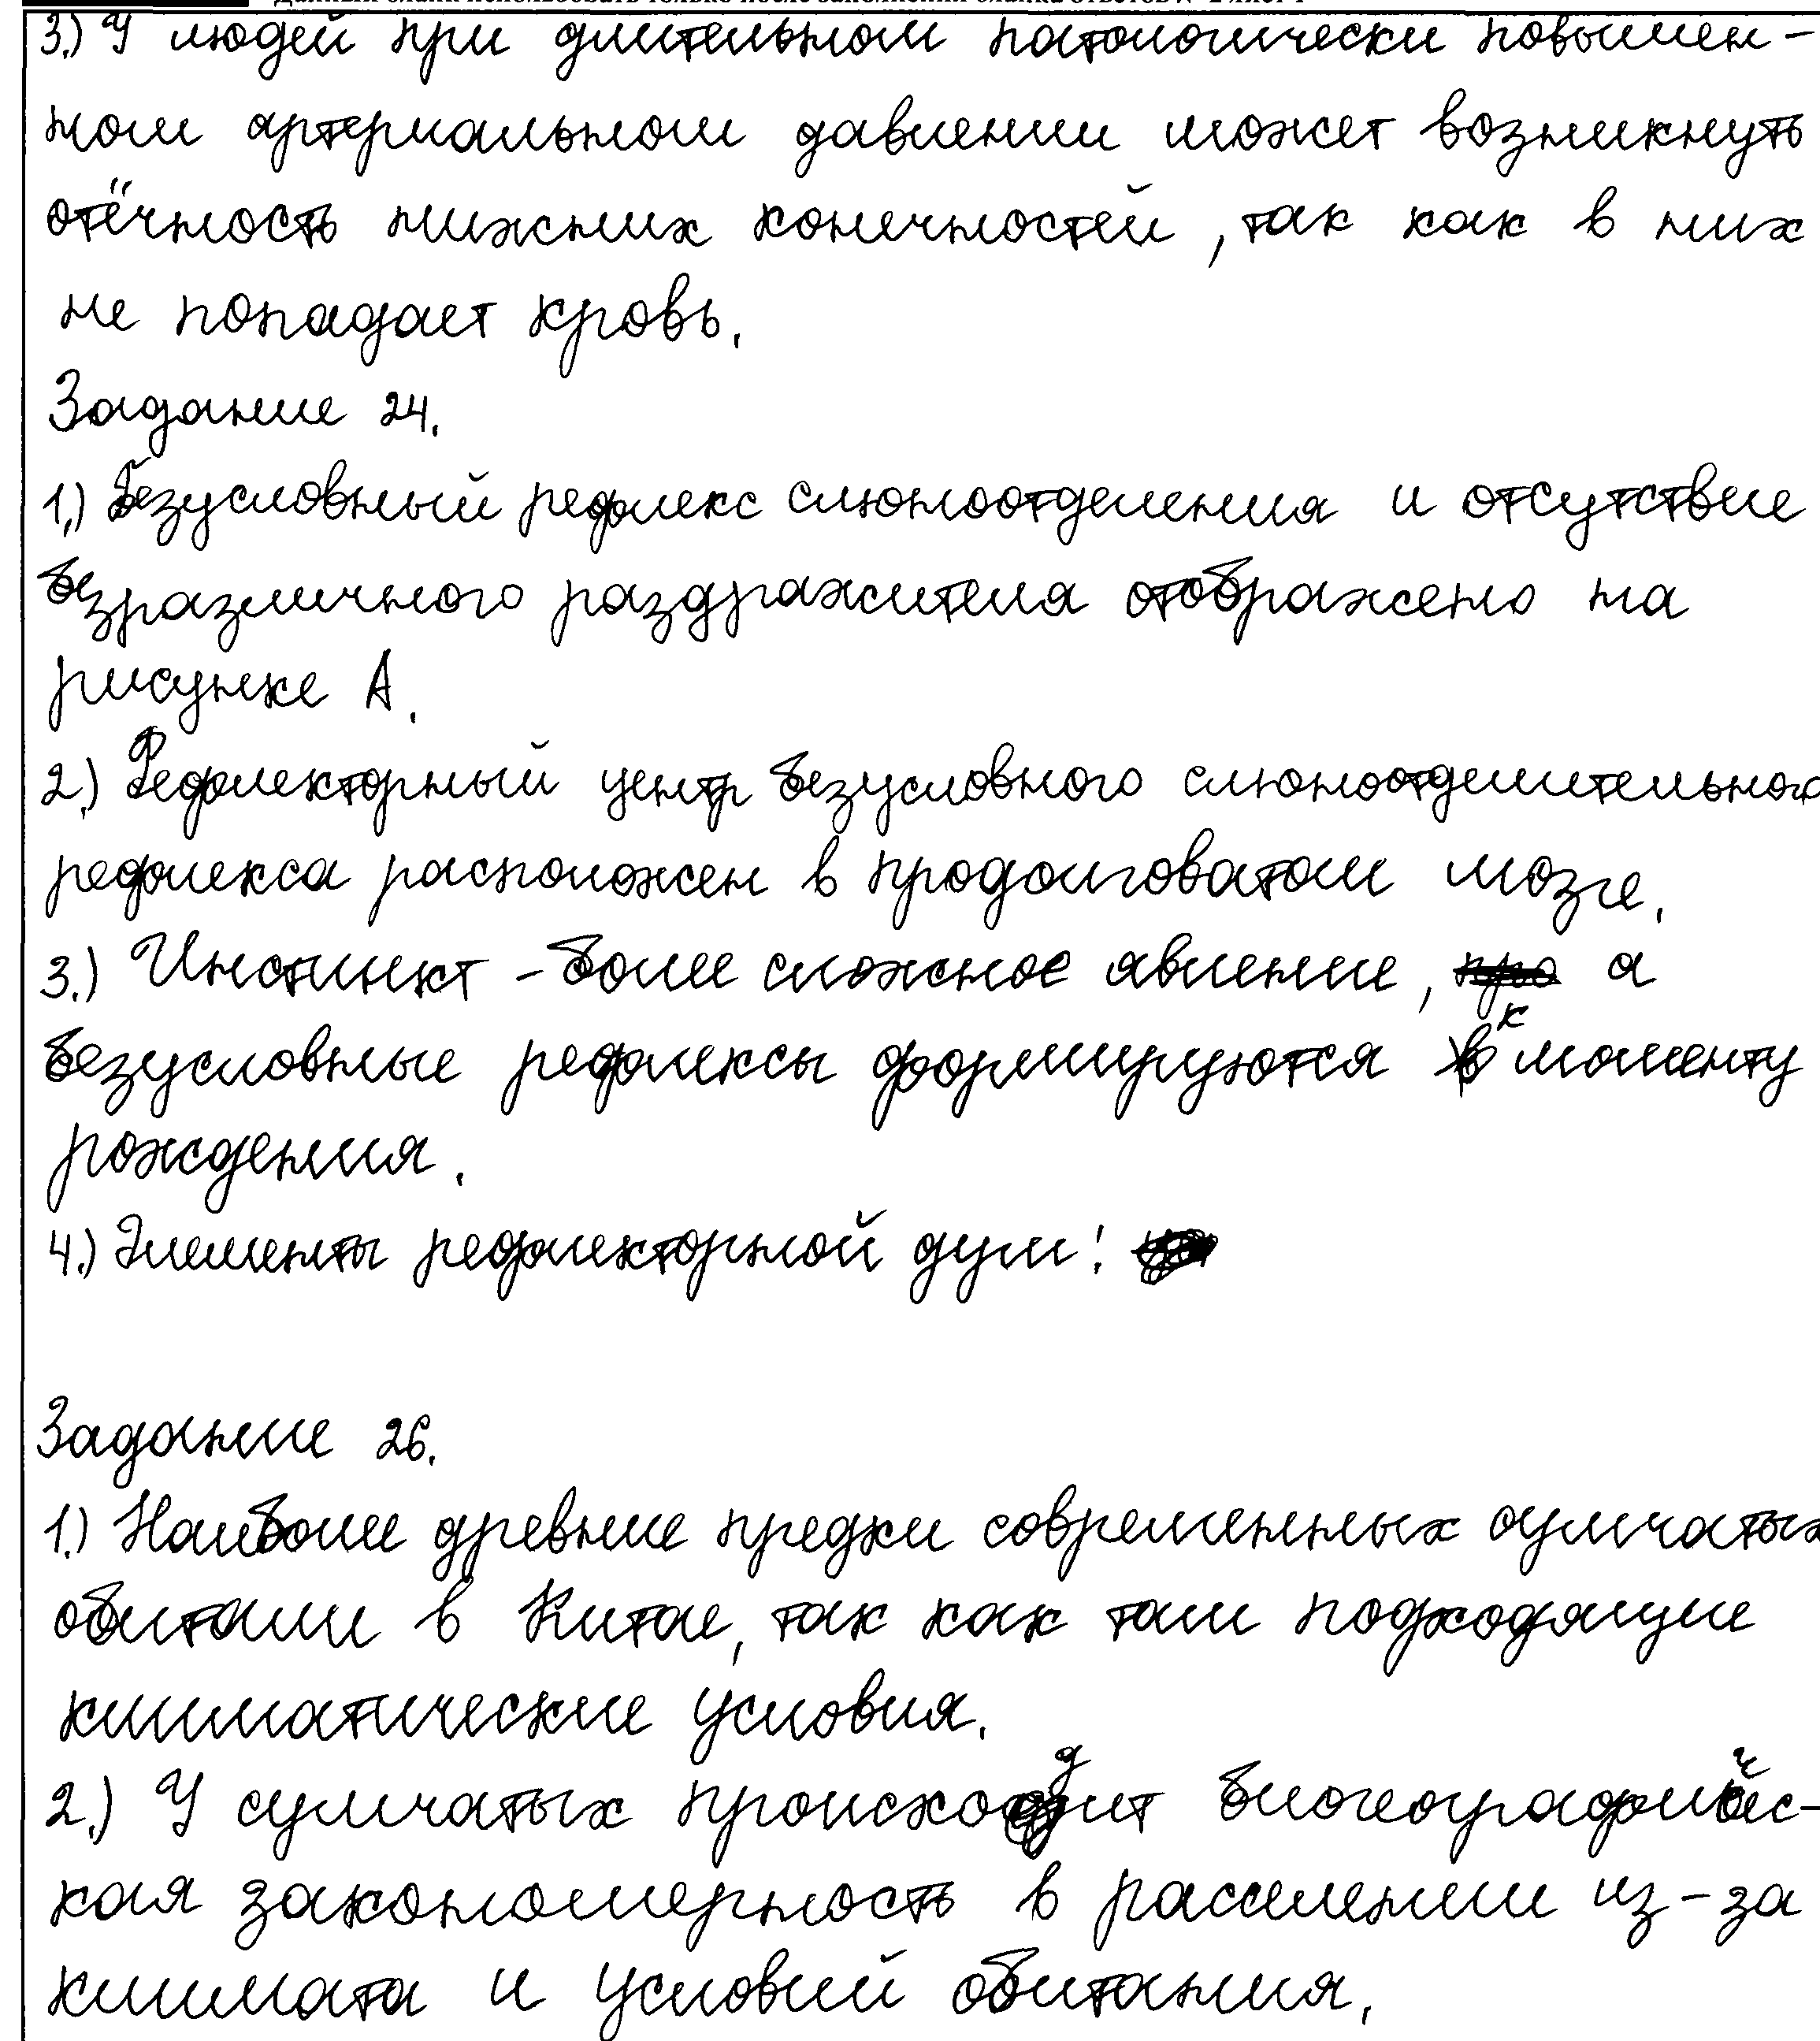 3.) У людей при длительном патологически повышен-
ном артериальном давлении может возникнуть
отёчность нижних конечностей, так как в них
не попадает кровь.
Задание 24.
1.) Безусловный рефлекс слюноотделения и отсутствие
безразличного раздражителя отображено на
рисунке А.
2.) Рефлекторный центр безусловного слюноотделительного
рефлекса расположен в продолговатом мозге.
3.) Инстинкт - более сложное явление, а
безусловные рефлексы формируются к моменту
рождения.
4.) Элементы рефлекторной дуги:
Задание 26.
1.) Наиболее древние предки современных сумчатых
обитали в Китае, так как там подходящие
климатические условия.
2.) У сумчатых происходит биогеографичес-
кая закономерность в расселении из-за
климата и условий обитания.